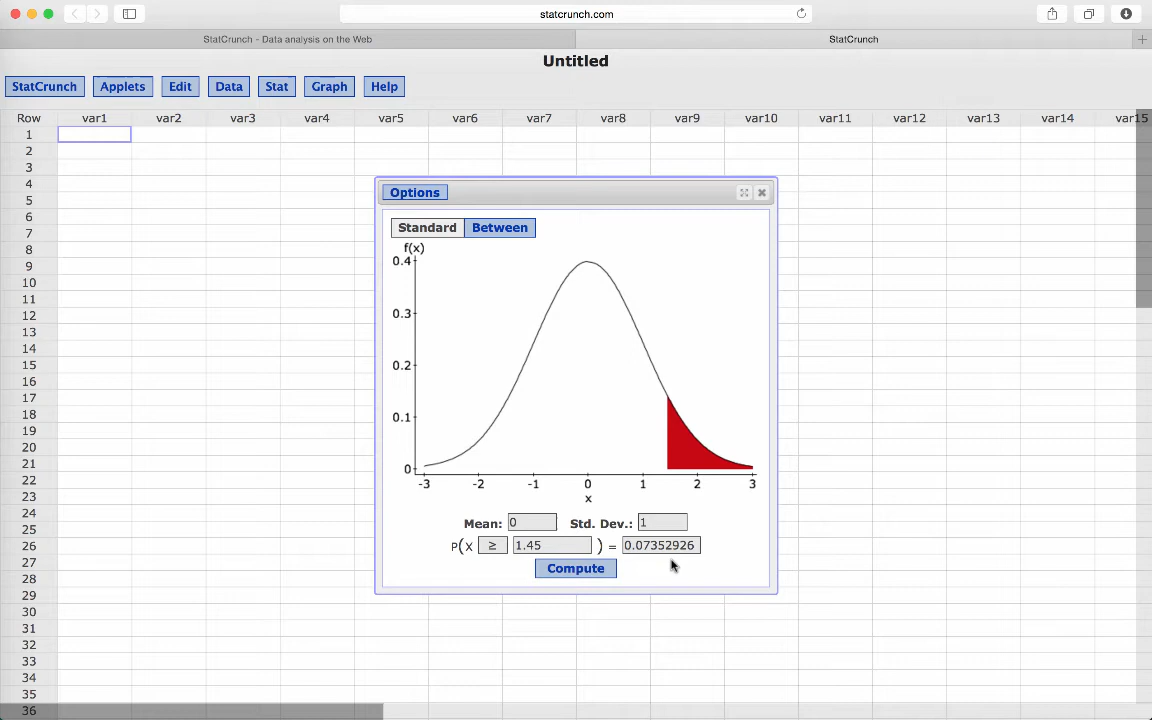 statcrunch.com
StatCrunch - Data analysis on the Web
StatCrunch
Untitled
StatCrunch Applets Edit Data Stat Graph Help
Row var1 var2 var3 var4 var5 var6 var7 var8 var9 var10 var11 var12 var13 var14 var15
1
2
3
4
5
6
7
8
9
10
11
12
13
14
15
16
17
18
19
20
21
22
23
24
25
26
27
28
29
30
31
32
33
34
35
36
Options
Standard Between
f(x)
0.4
0.3
0.2
0.1
0
-3 -2 -1 0 1 2 3
x
Mean: 0 Std. Dev.: 1
P(X ≥ 1.45 ) = 0.07352926
Compute